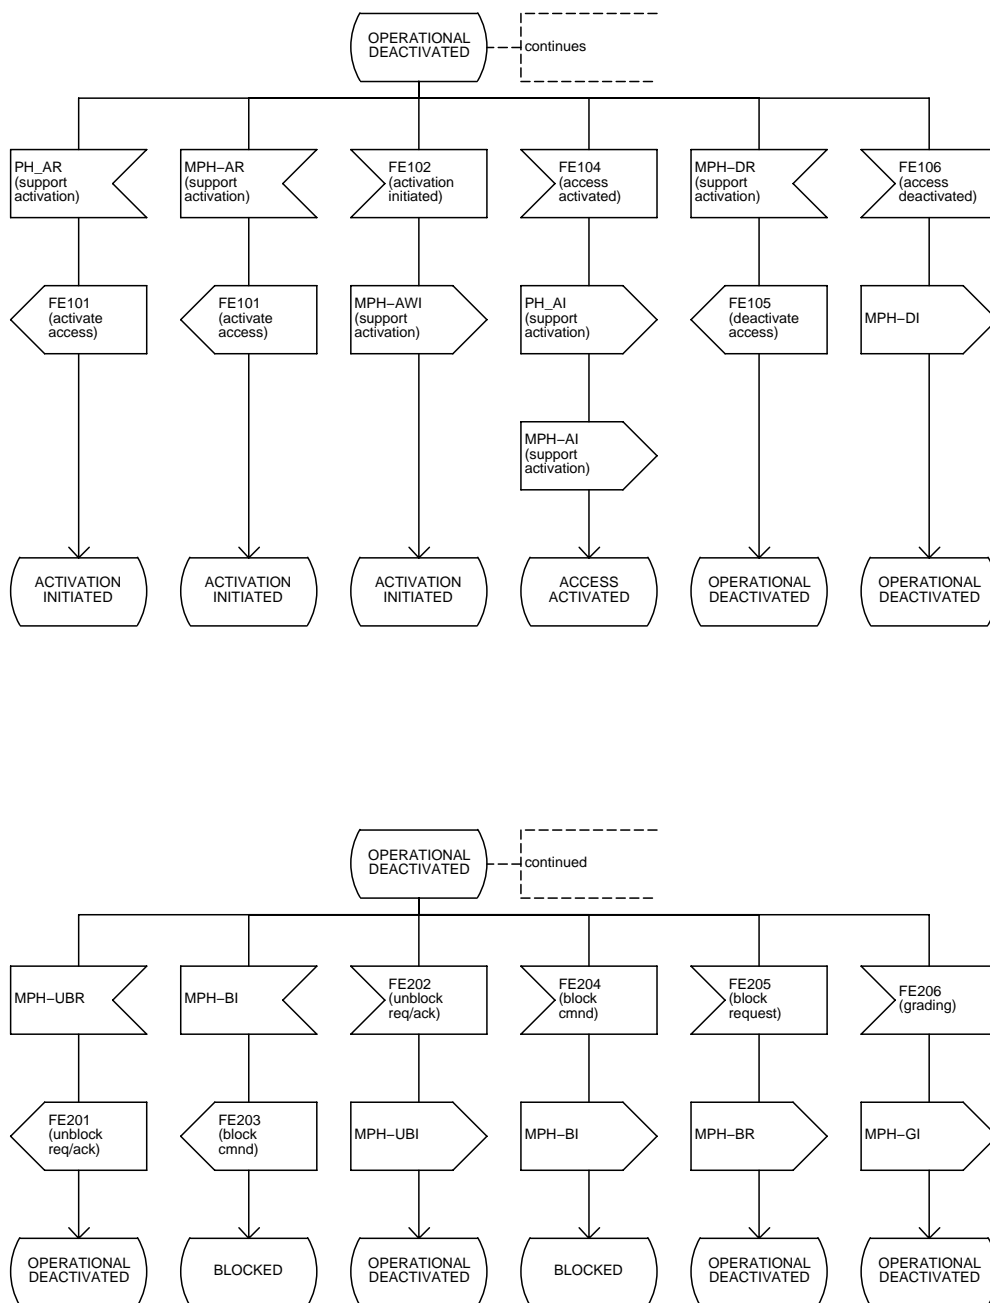 OPERATIONAL
DEACTIVATED
continues
PH_AR
(support
activation)
MPH−AR
(support
activation)
FE102
(activation
initiated)
FE104
(access
activated)
MPH−DR
(support
activation)
FE106
(access
deactivated)
FE101
(activate
access)
FE101
(activate
access)
MPH−AWI
(support
activation)
PH_AI
(support
activation)
FE105
(deactivate
access)
MPH−DI
MPH−AI
(support
activation)
ACTIVATION
INITIATED
ACTIVATION
INITIATED
ACTIVATION
INITIATED
ACCESS
ACTIVATED
OPERATIONAL
DEACTIVATED
OPERATIONAL
DEACTIVATED
OPERATIONAL
DEACTIVATED
continued
MPH−UBR
MPH−BI
FE202
(unblock
req/ack)
FE204
(block
cmnd)
FE205
(block
request)
FE206
(grading)
FE201
(unblock
req/ack)
FE203
(block
cmnd)
MPH−UBI
MPH−BI
MPH−BR
MPH−GI
OPERATIONAL
DEACTIVATED
BLOCKED
OPERATIONAL
DEACTIVATED
BLOCKED
OPERATIONAL
DEACTIVATED
OPERATIONAL
DEACTIVATED